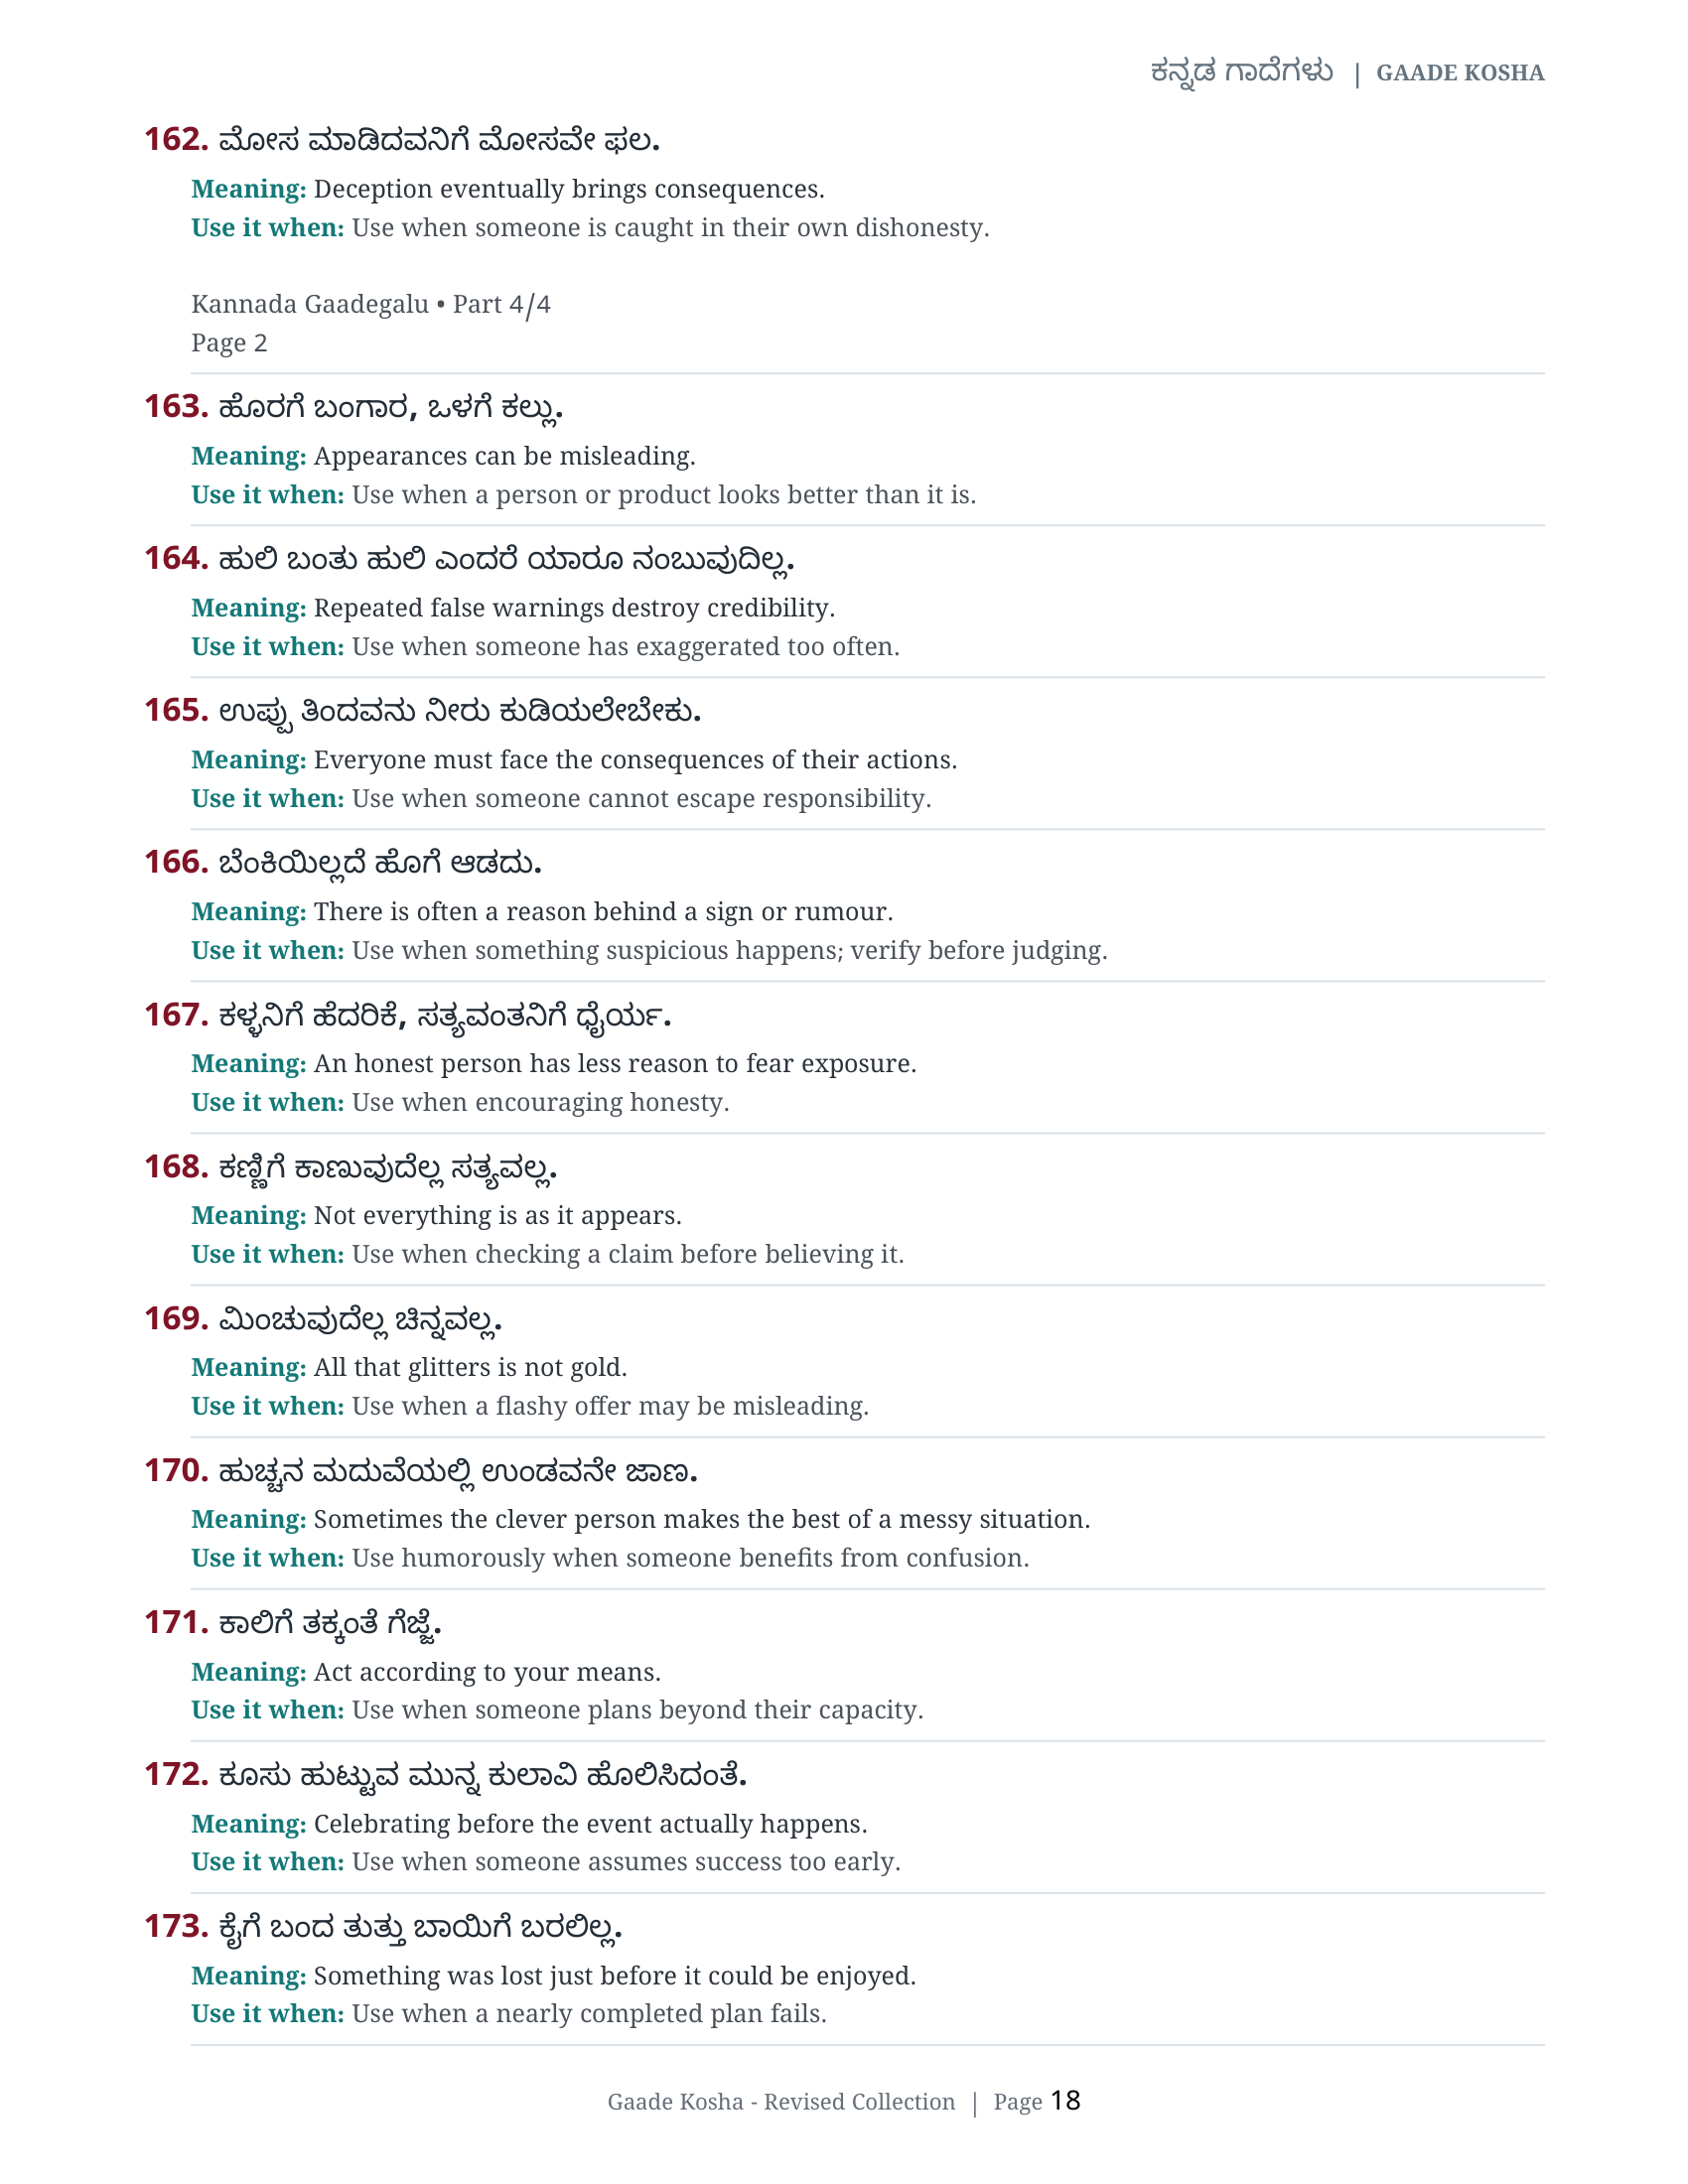 ಕನ್ನಡ ಗಾದೆಗಳು | GAADE KOSHA
162. ಮೋಸ ಮಾಡಿದವನಿಗೆ ಮೋಸವೇ ಫಲ.
Meaning: Deception eventually brings consequences.
Use it when: Use when someone is caught in their own dishonesty.
Kannada Gaadegalu • Part 4/4
Page 2
163. ಹೊರಗೆ ಬಂಗಾರ, ಒಳಗೆ ಕಲ್ಲು.
Meaning: Appearances can be misleading.
Use it when: Use when a person or product looks better than it is.
164. ಹುಲಿ ಬಂತು ಹುಲಿ ಎಂದರೆ ಯಾರೂ ನಂಬುವುದಿಲ್ಲ.
Meaning: Repeated false warnings destroy credibility.
Use it when: Use when someone has exaggerated too often.
165. ಉಪ್ಪು ತಿಂದವನು ನೀರು ಕುಡಿಯಲೇಬೇಕು.
Meaning: Everyone must face the consequences of their actions.
Use it when: Use when someone cannot escape responsibility.
166. ಬೆಂಕಿಯಿಲ್ಲದೆ ಹೊಗೆ ಆಡದು.
Meaning: There is often a reason behind a sign or rumour.
Use it when: Use when something suspicious happens; verify before judging.
167. ಕಳ್ಳನಿಗೆ ಹೆದರಿಕೆ, ಸತ್ಯವಂತನಿಗೆ ಧೈರ್ಯ.
Meaning: An honest person has less reason to fear exposure.
Use it when: Use when encouraging honesty.
168. ಕಣ್ಣಿಗೆ ಕಾಣುವುದೆಲ್ಲ ಸತ್ಯವಲ್ಲ.
Meaning: Not everything is as it appears.
Use it when: Use when checking a claim before believing it.
169. ಮಿಂಚುವುದೆಲ್ಲ ಚಿನ್ನವಲ್ಲ.
Meaning: All that glitters is not gold.
Use it when: Use when a flashy offer may be misleading.
170. ಹುಚ್ಚನ ಮದುವೆಯಲ್ಲಿ ಉಂಡವನೇ ಜಾಣ.
Meaning: Sometimes the clever person makes the best of a messy situation.
Use it when: Use humorously when someone benefits from confusion.
171. ಕಾಲಿಗೆ ತಕ್ಕಂತೆ ಗೆಜ್ಜೆ.
Meaning: Act according to your means.
Use it when: Use when someone plans beyond their capacity.
172. ಕೂಸು ಹುಟ್ಟುವ ಮುನ್ನ ಕುಲಾವಿ ಹೊಲಿಸಿದಂತೆ.
Meaning: Celebrating before the event actually happens.
Use it when: Use when someone assumes success too early.
173. ಕೈಗೆ ಬಂದ ತುತ್ತು ಬಾಯಿಗೆ ಬರಲಿಲ್ಲ.
Meaning: Something was lost just before it could be enjoyed.
Use it when: Use when a nearly completed plan fails.
Gaade Kosha - Revised Collection | Page 18